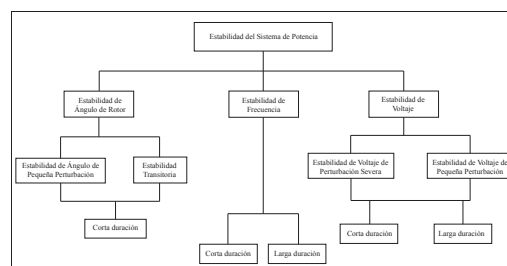 Estabilidad del Sistema de Potencia
Estabilidad de
Ángulo de Rotor
Estabilidad de
Frecuencia
Estabilidad de
Voltaje
Estabilidad de Ángulo de
Pequeña Perturbación
Estabilidad
Transitoria
Estabilidad de Voltaje de
Perturbación Severa
Estabilidad de Voltaje de
Pequeña Perturbación
Corta duración
Corta duración
Larga duración
Corta duración
Larga duración